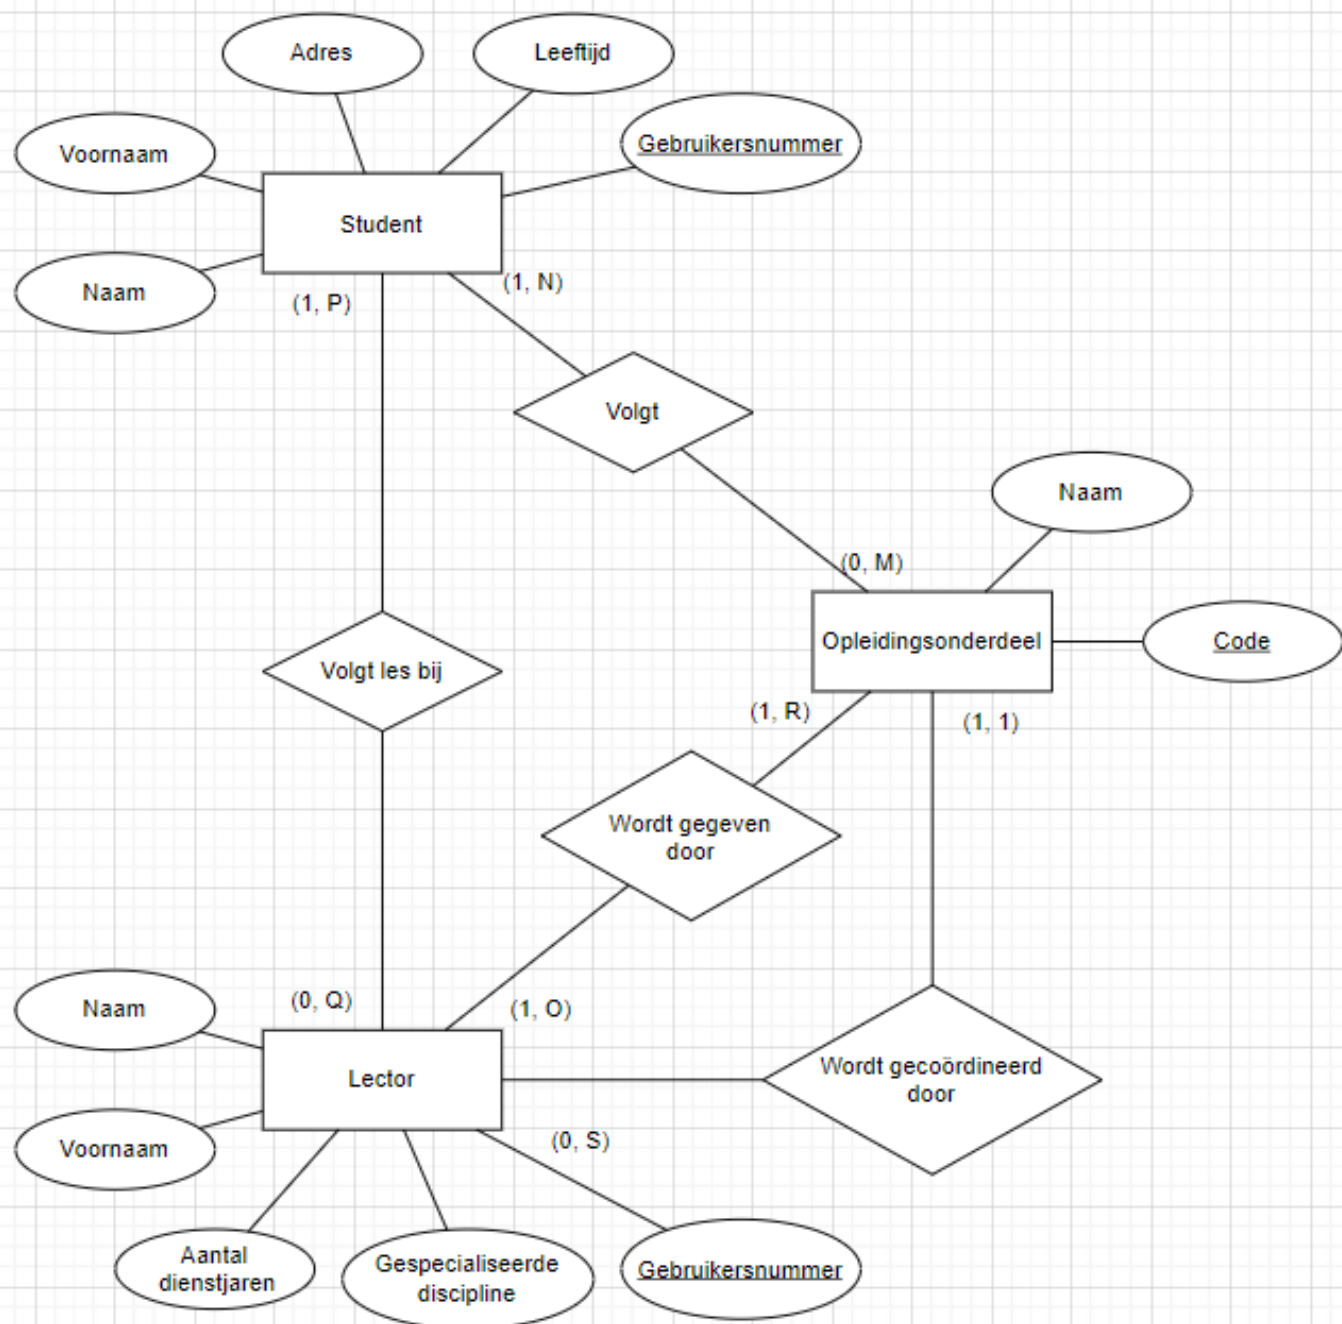 Adres
Leeftijd
Gebruikersnummer
Voornaam
Student
Naam
(1, P)
(1, N)
Volgt
Naam
(0, M)
Opleidingsonderdeel
Code
Volgt les bij
(1, R)
(1, 1)
Wordt gegeven
door
Naam
(0, Q)
(1, O)
Lector
Wordt gecoördineerd
door
Voornaam
(0, S)
Aantal
dienstjaren
Gespecialiseerde
discipline
Gebruikersnummer